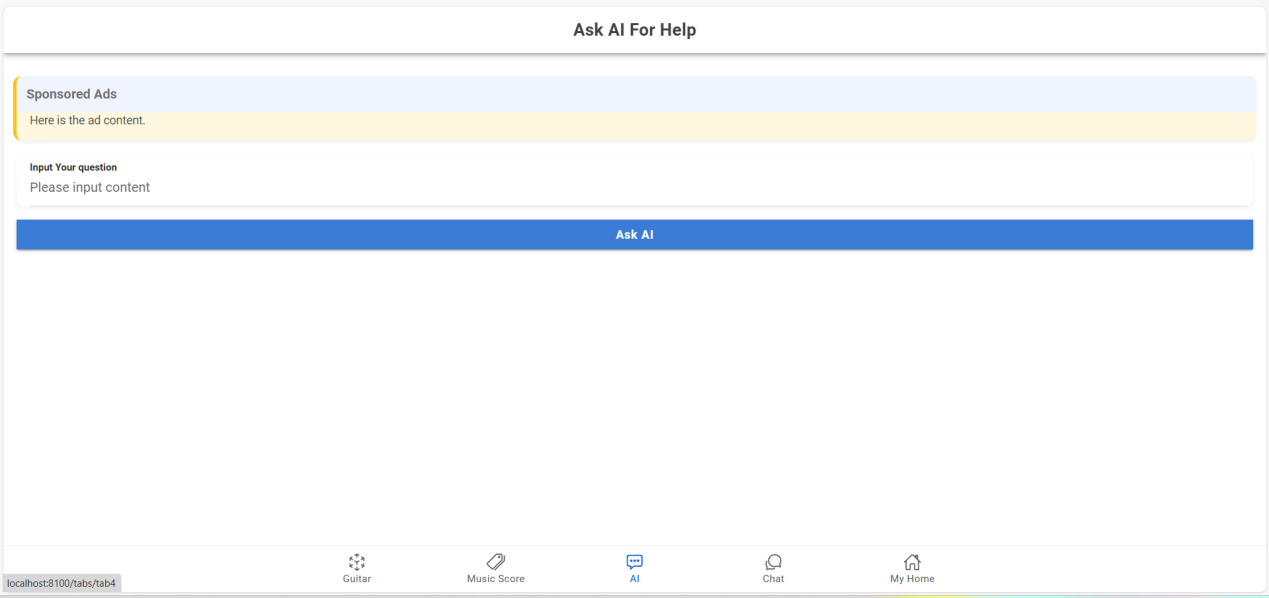 Ask AI For Help
Sponsored Ads
Here is the ad content.
Input Your question
Please input content
Ask AI
Guitar
Music Score
AI
Chat
My Home
localhost:8100/tabs/tab4